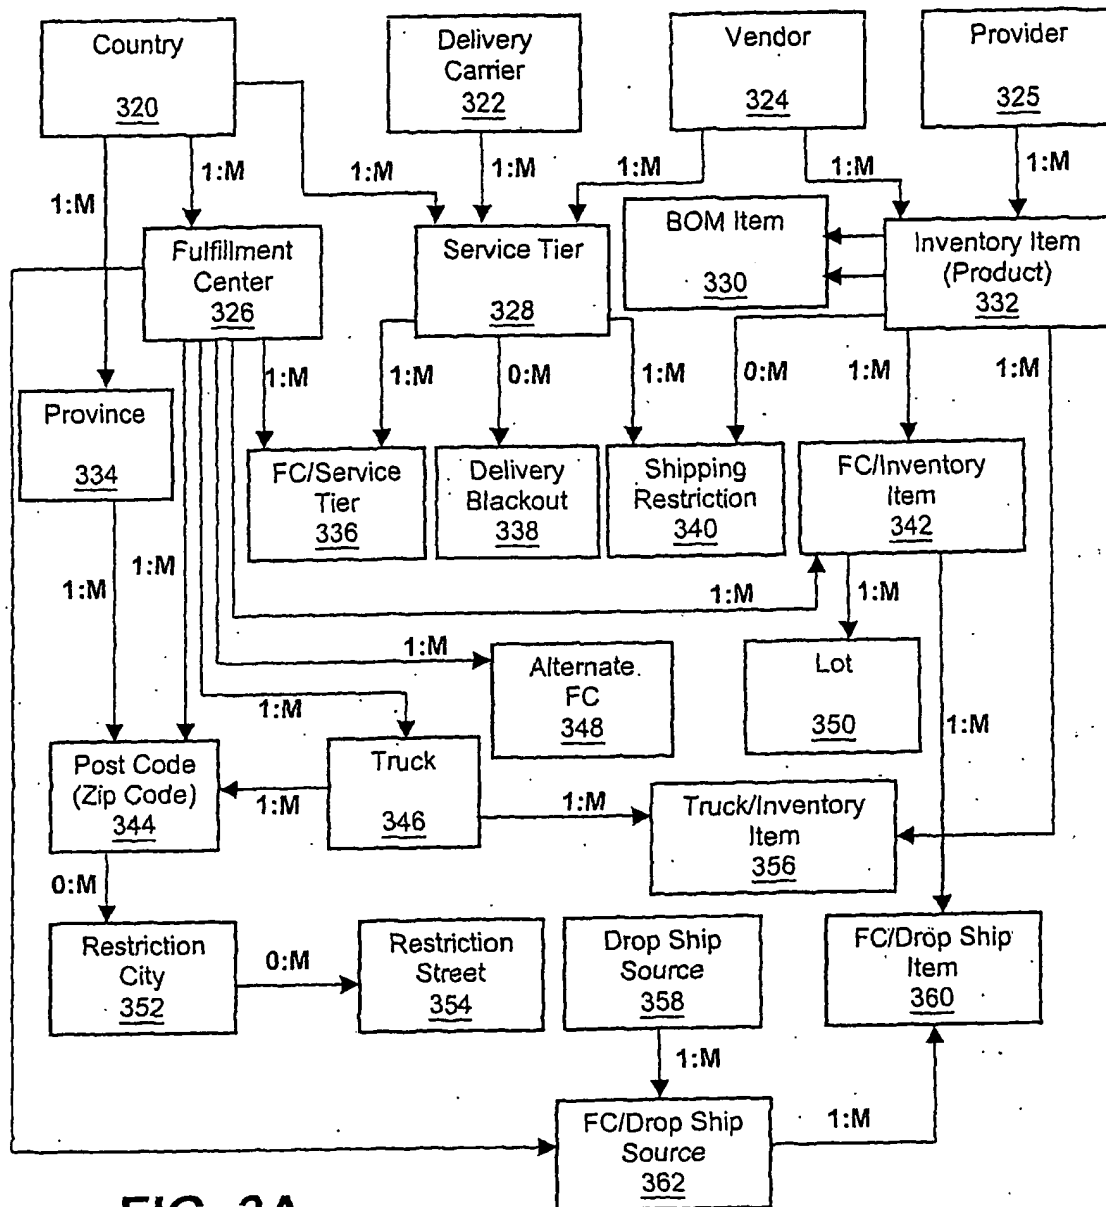 Country
320
Delivery
Carrier
322
Vendor
324
Provider
325
1:M
1:M
1:M
1:M
1:M
1:M
1:M
Fulfillment
Center
326
Service Tier
328
BOM Item
330
Inventory Item
(Product)
332
1:M
1:M
0:M
1:M
0:M
1:M
1:M
Province
334
FC/Service
Tier
336
Delivery
Blackout
338
Shipping
Restriction
340
FC/Inventory
Item
342
1:M
1:M
1:M
1:M
1:M
1:M
1:M
Alternate
FC
348
Lot
350
Post Code
(Zip Code)
344
1:M
Truck
346
1:M
Truck/Inventory
Item
356
0:M
Restriction
City
352
0:M
Restriction
Street
354
Drop Ship
Source
358
FC/Drop Ship
Item
360
1:M
FC/Drop Ship
Source
362
1:M
FIG. 3A